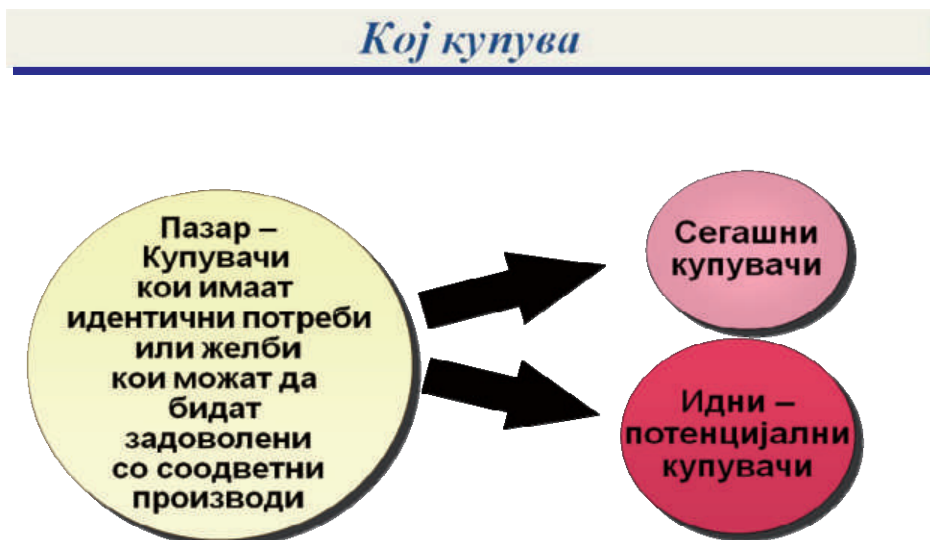 Кој купува
Пазар –
Купувачи
кои имаат
идентични потреби
или желби
кои можат да
бидат
задоволени
со соодветни
производи
Сегашни
купувачи
Идни –
потенцијални
купувачи